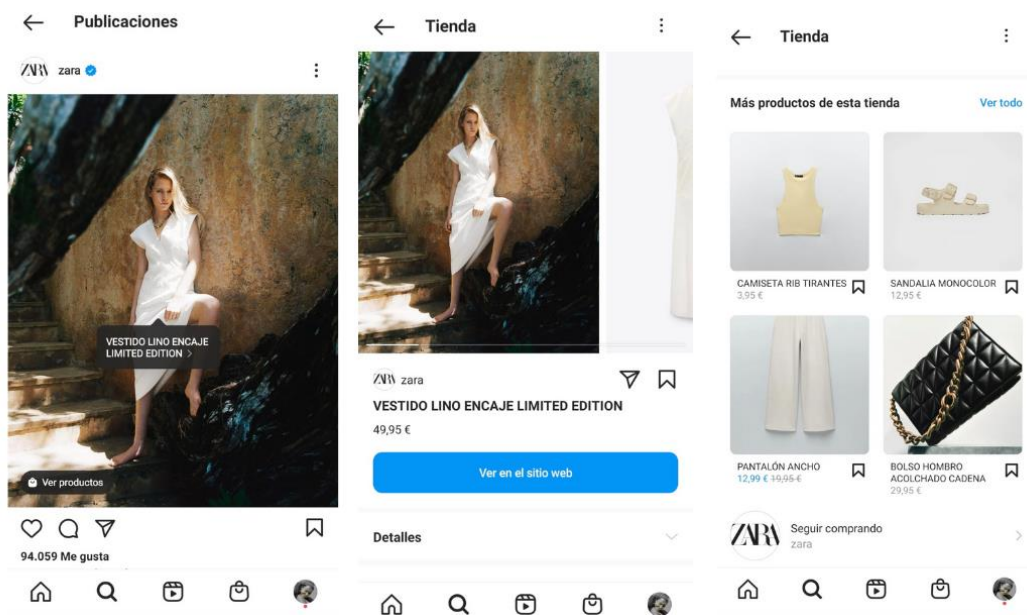 Publicaciones
ZARA zara
VESTIDO LINO ENCAJE
LIMITED EDITION >
Ver productos
94.059 Me gusta
Tienda
ZARA zara
VESTIDO LINO ENCAJE LIMITED EDITION
49,95 €
Ver en el sitio web
Detalles
Tienda
Más productos de esta tienda
Ver todo
CAMISETA RIB TIRANTES
3,95 €
SANDALIA MONOCOLOR
12,95 €
PANTALÓN ANCHO
12,99 € 19,95 €
BOLSO HOMBRO
ACOLCHADO CADENA
29,95 €
ZARA
Seguir comprando
zara